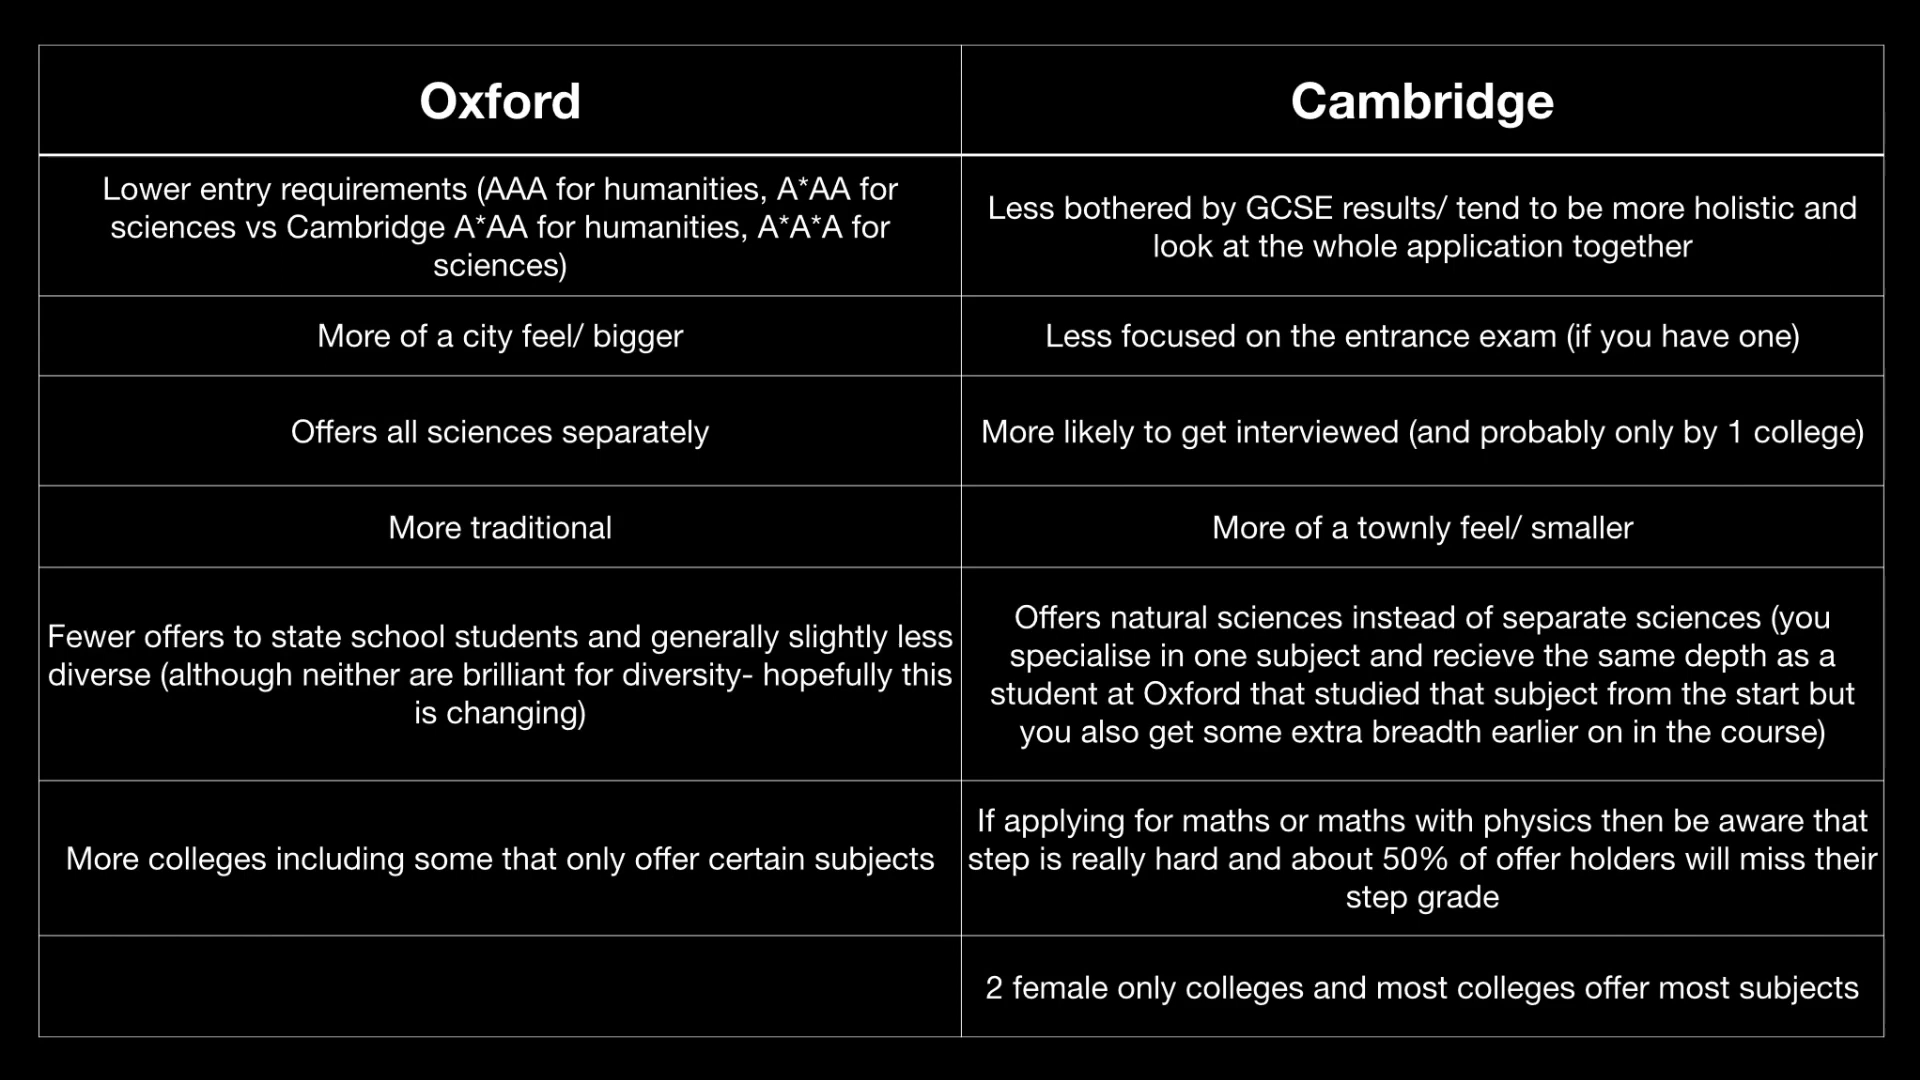 Oxford
Cambridge
Lower entry requirements (AAA for humanities, A*AA for
sciences vs Cambridge A*AA for humanities, A*A*A for
sciences)
Less bothered by GCSE results/ tend to be more holistic and
look at the whole application together
More of a city feel/ bigger
Less focused on the entrance exam (if you have one)
Offers all sciences separately
More likely to get interviewed (and probably only by 1 college)
More traditional
More of a townly feel/ smaller
Fewer offers to state school students and generally slightly less
diverse (although neither are brilliant for diversity- hopefully this
is changing)
Offers natural sciences instead of separate sciences (you
specialise in one subject and recieve the same depth as a
student at Oxford that studied that subject from the start but
you also get some extra breadth earlier on in the course)
More colleges including some that only offer certain subjects
If applying for maths or maths with physics then be aware that
step is really hard and about 50% of offer holders will miss their
step grade
2 female only colleges and most colleges offer most subjects